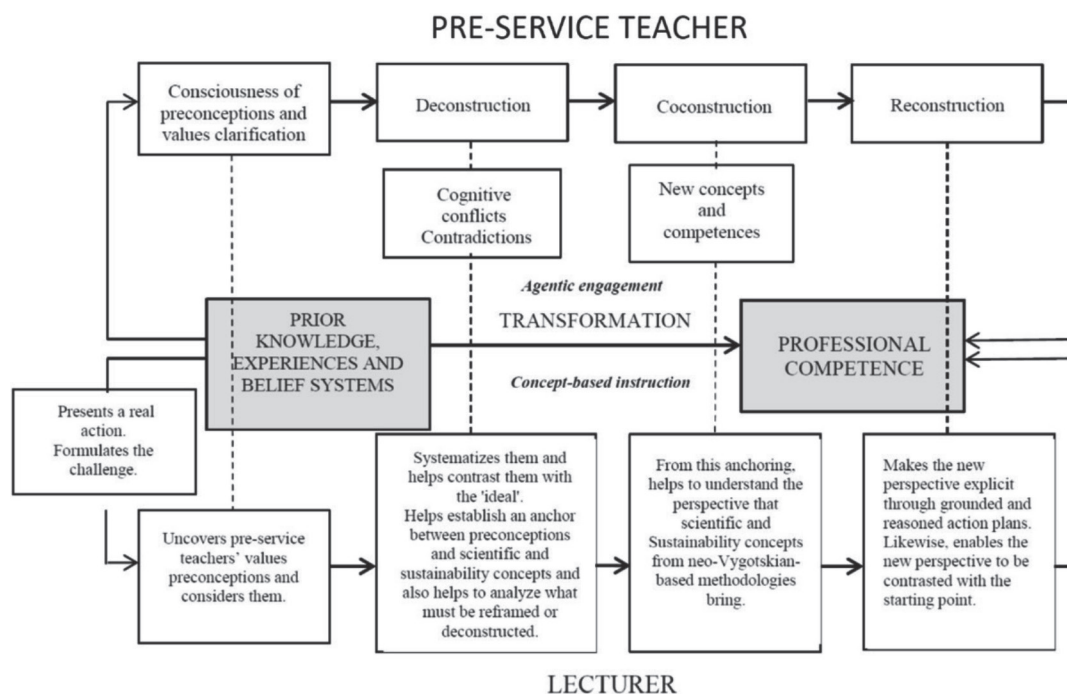 PRE-SERVICE TEACHER
Consciousness of
preconceptions and
values clarification
Deconstruction
Coconstruction
Reconstruction
Cognitive
conflicts
Contradictions
New concepts
and
competences
Agentic engagement
TRANSFORMATION
Concept-based instruction
PRIOR
KNOWLEDGE,
EXPERIENCES AND
BELIEF SYSTEMS
PROFESSIONAL
COMPETENCE
Presents a real
action.
Formulates the
challenge.
Uncovers pre-service
teachers' values
preconceptions and
considers them.
Systematizes them and
helps contrast them with
the 'ideal'.
Helps establish an anchor
between preconceptions
and scientific and
sustainability concepts and
also helps to analyze what
must be reframed or
deconstructed.
From this anchoring,
helps to understand the
perspective that
scientific and
Sustainability concepts
from neo-Vygotskian-
based methodologies
bring.
Makes the new
perspective explicit
through grounded and
reasoned action plans.
Likewise, enables the
new perspective to be
contrasted with the
starting point.
LECTURER